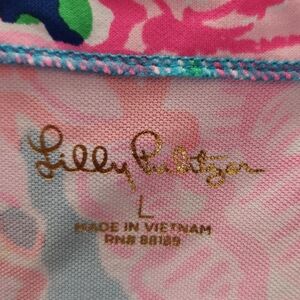 Lilly Pulitzer
L
MADE IN VIETNAM
RN# 88189